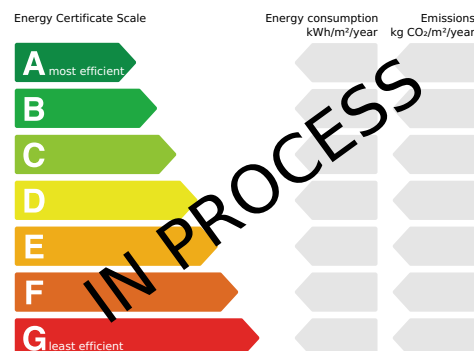 Energy Certificate Scale
Energy consumption
kWh/m²/year
Emissions
kg CO₂/m²/year
A most efficient
B
C
D
E
F
G least efficient
IN PROCESS